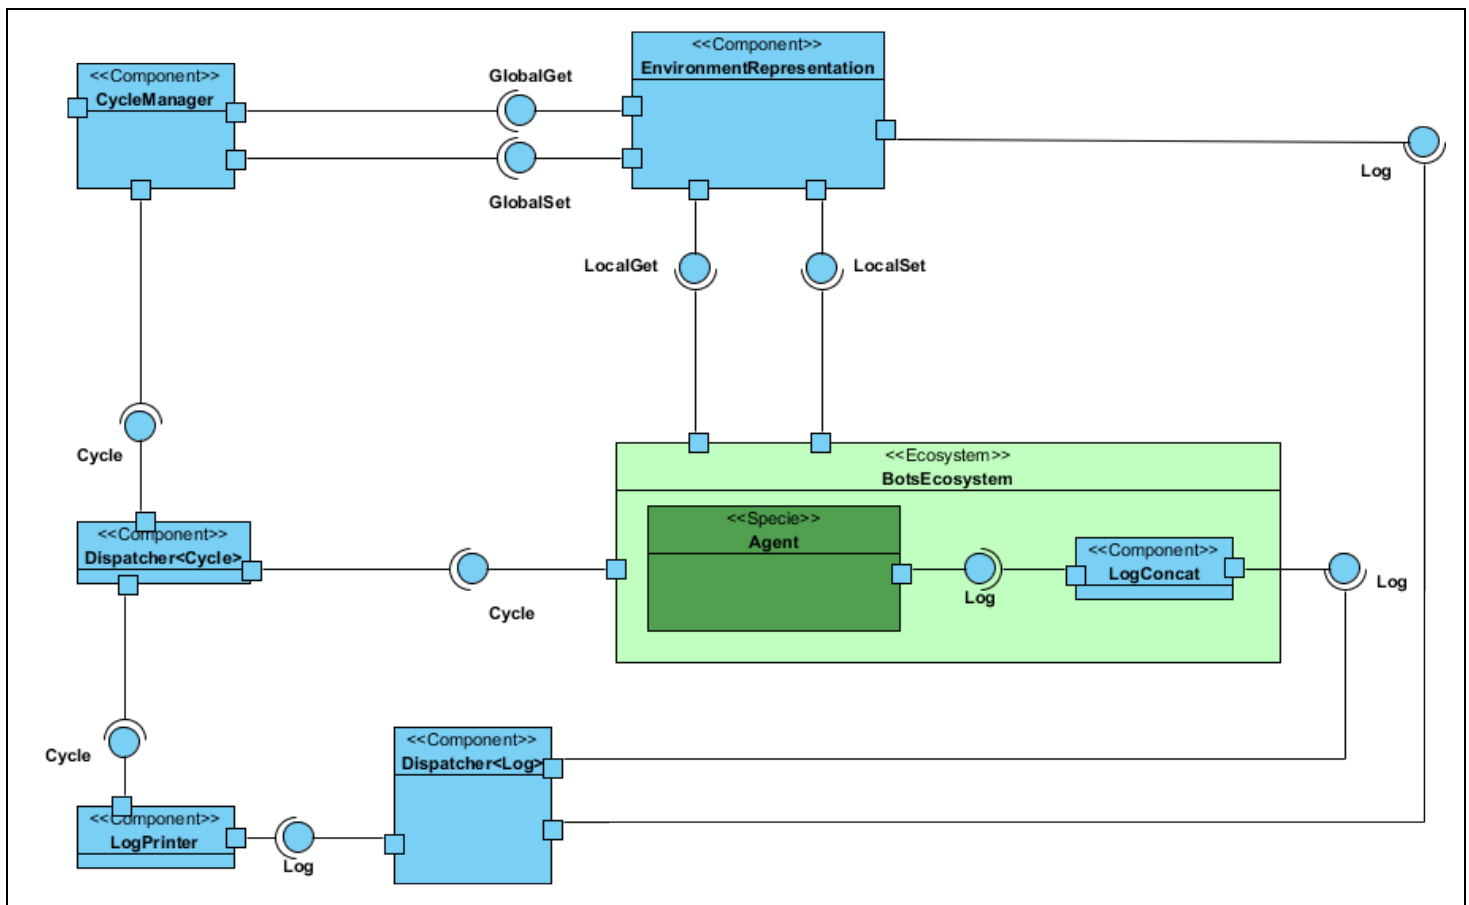 <<Component>>
EnvironmentRepresentation
<<Component>>
CycleManager
GlobalGet
GlobalSet
Log
LocalGet
LocalSet
Cycle
<<Ecosystem>>
BotsEcosystem
<<Specie>>
Agent
<<Component>>
Dispatcher<Cycle>
<<Component>>
LogConcat
Log
Log
Cycle
Cycle
<<Component>>
Dispatcher<Log>
<<Component>>
LogPrinter
Log